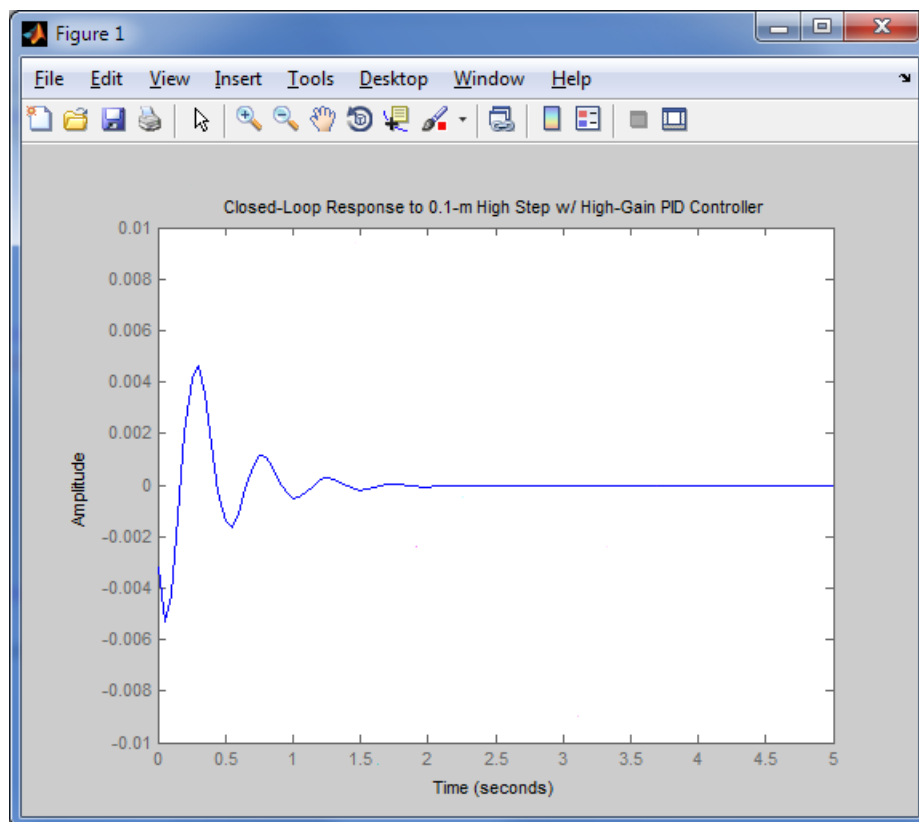 Figure 1
File Edit View Insert Tools Desktop Window Help
Closed-Loop Response to 0.1-m High Step w/ High-Gain PID Controller
0.01
0.008
0.006
0.004
0.002
0
-0.002
-0.004
-0.006
-0.008
-0.01
Amplitude
0 0.5 1 1.5 2 2.5 3 3.5 4 4.5 5
Time (seconds)